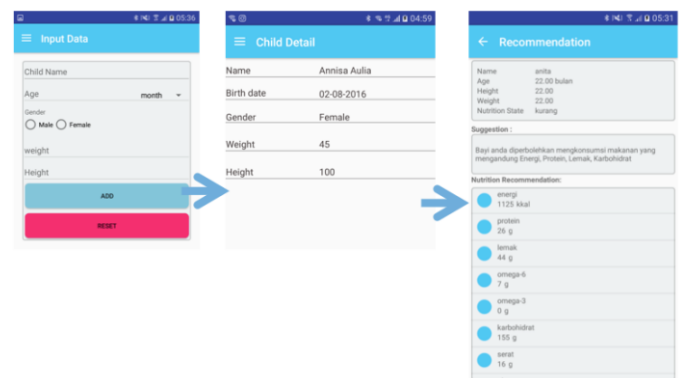 05:36
Input Data
Child Name
Age month
Gender
Male Female
weight
Height
ADD
RESET
04:59
Child Detail
Name Annisa Aulia
Birth date 02-08-2016
Gender Female
Weight 45
Height 100
05:31
Recommendation
Name anita
Age 22.00 bulan
Height 22.00
Weight 22.00
Nutrition State kurang
Suggestion :
Bayi anda diperbolehkan mengkonsumsi makanan yang
mengandung Energi, Protein, Lemak, Karbohidrat
Nutrition Recommendation:
energi
1125 kkal
protein
26 g
lemak
44 g
omega-6
7 g
omega-3
0 g
karbohidrat
155 g
serat
16 g